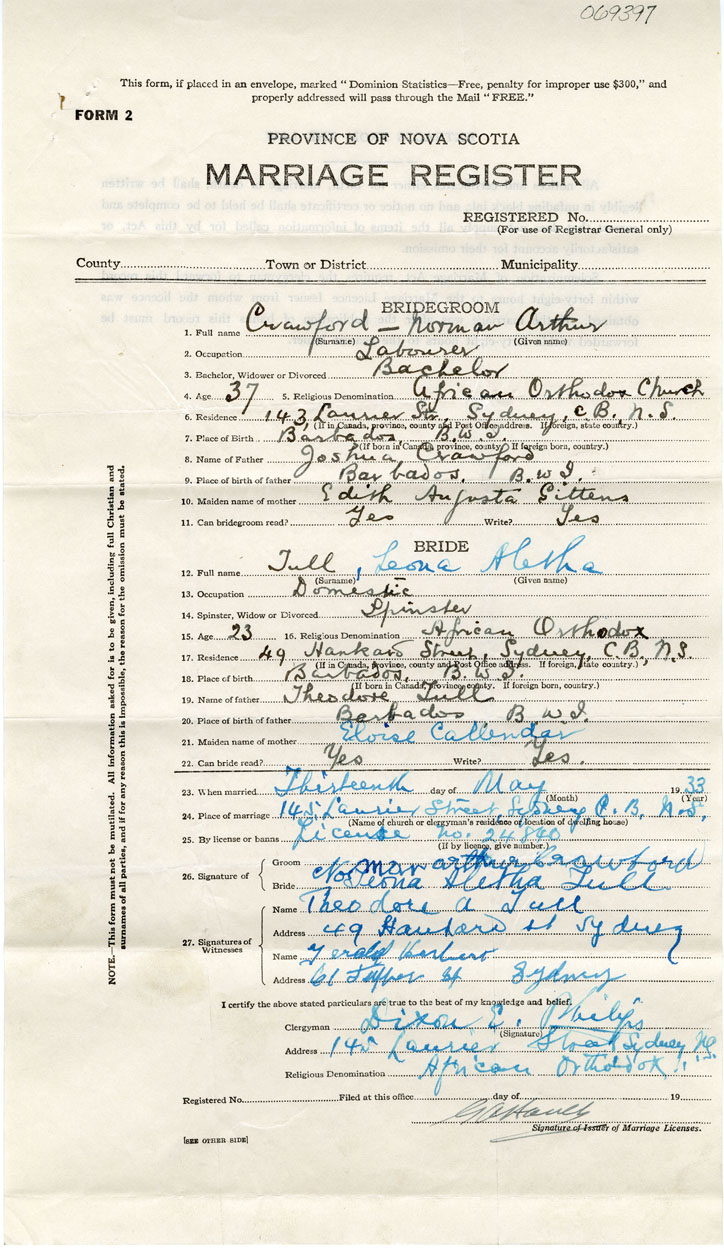 069397
This form, if placed in an envelope, marked "Dominion Statistics—Free, penalty for improper use $300," and
properly addressed will pass through the Mail "FREE."
FORM 2
PROVINCE OF NOVA SCOTIA
MARRIAGE REGISTER
REGISTERED No.
(For use of Registrar General only)
County Town or District Municipality
BRIDEGROOM
1. Full name Crawford — Norman Arthur
(Surname) (Given name)
2. Occupation Labourer
3. Bachelor, Widower or Divorced Bachelor
4. Age 37 5. Religious Denomination African Orthodox Church
6. Residence 143, Laurier Str., Sydney, C.B., N.S.
(If in Canada, province, county and Post Office address. If foreign, state country.)
7. Place of Birth Barbados, B.W.I.
(If born in Canada, province, county. If foreign born, country.)
8. Name of Father Joshua Crawford
9. Place of birth of father Barbados. B.W.I.
10. Maiden name of mother Edith Augusta Gittens
11. Can bridegroom read? Yes Write? Yes
BRIDE
12. Full name Tull, Leona Aletha
(Surname) (Given name)
13. Occupation Domestic
14. Spinster, Widow or Divorced Spinster
15. Age 23 16. Religious Denomination African Orthodox
17. Residence 49 Street, Sydney, C.B., N.S.
(If in Canada, Province, county and Post Office address. If foreign, state country.)
18. Place of birth Barbados, B.W.I.
(If born in Canada, province, county. If foreign born, country.)
19. Name of father Theodore Tull
20. Place of birth of father Barbados B W I.
21. Maiden name of mother Eloise Callendar
22. Can bride read? Yes Write? Yes.
23. When married Thirteenth day of May 1933
(Month) (Year)
24. Place of marriage 145 Laurier Street, Sydney C.B. N.S.
(Name of church or clergyman's residence or location of dwelling house)
25. By license or banns License no. 24840
(If by licence, give number.)
26. Signature of
Groom Norman Arthur Crawford
Bride Leona Aletha Tull
27. Signatures of Witnesses
Name Theodore A Tull
Address 49 st Sydney
Name Herbert
Address 61 Tupper St Sydney
I certify the above stated particulars are true to the best of my knowledge and belief.
Clergyman Dixon E. Philips
(Signature)
Address 145 Laurier Street Sydney NS.
Religious Denomination African Orthodox
Registered No. Filed at this office day of 19
Signature of Issuer of Marriage Licenses.
[SEE OTHER SIDE]
NOTE.—This form must not be mutilated. All information asked for is to be given, including full Christian and
surnames of all parties, and if for any reason this is impossible, the reason for the omission must be stated.